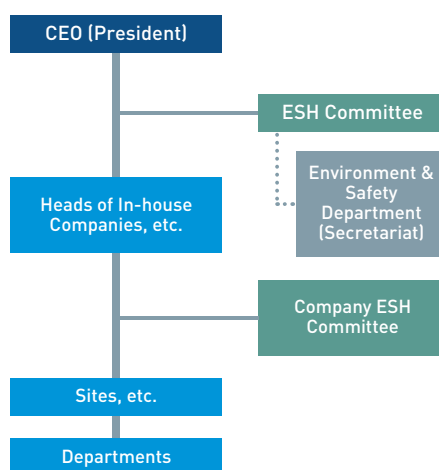 CEO (President)
ESH Committee
Environment &
Safety
Department
(Secretariat)
Heads of In-house
Companies, etc.
Company ESH
Committee
Sites, etc.
Departments